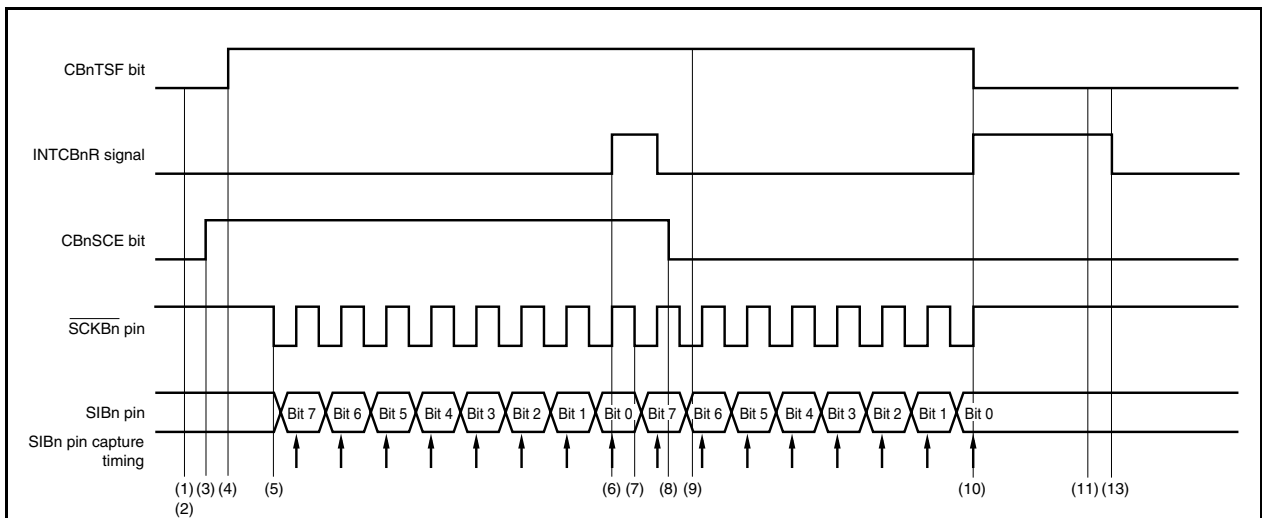 CBnTSF bit
INTCBnR signal
CBnSCE bit
SCKBn pin
SIBn pin
Bit 7 Bit 6 Bit 5 Bit 4 Bit 3 Bit 2 Bit 1 Bit 0 Bit 7 Bit 6 Bit 5 Bit 4 Bit 3 Bit 2 Bit 1 Bit 0
SIBn pin capture
timing
(1) (3) (4) (5) (6) (7) (8) (9) (10) (11) (13)
(2)